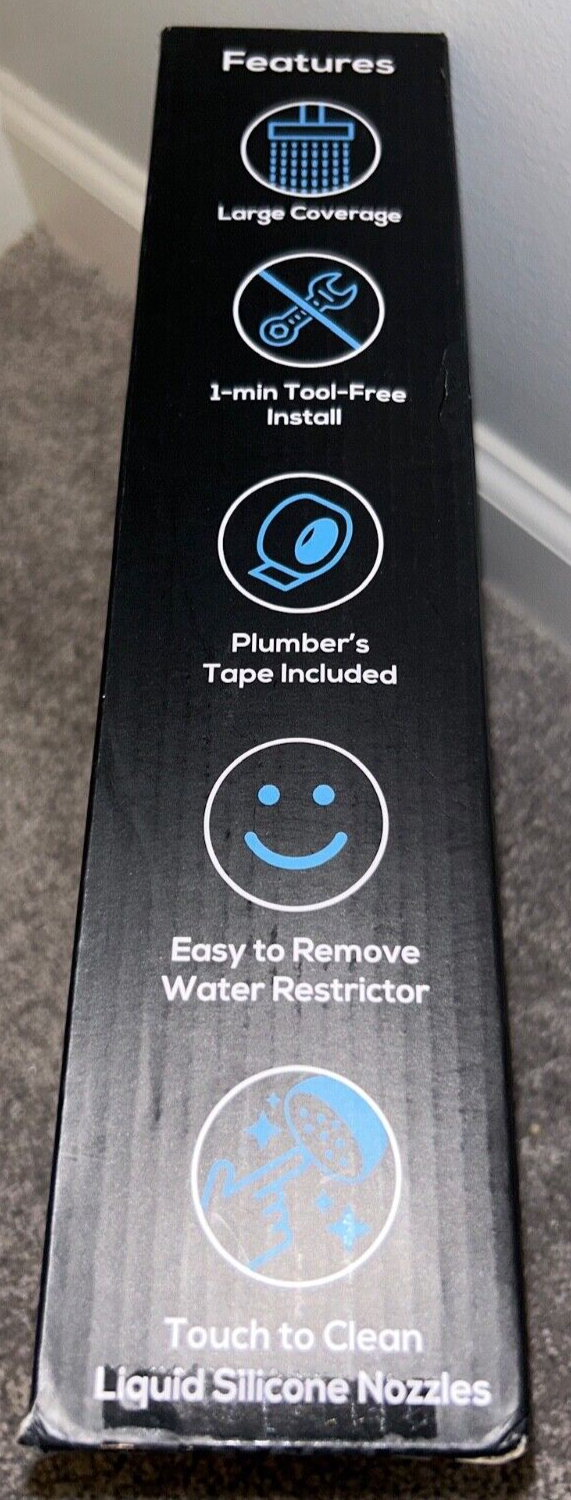 Features
Large Coverage
1-min Tool-Free
Install
Plumber's
Tape Included
Easy to Remove
Water Restrictor
Touch to Clean
Liquid Silicone Nozzles